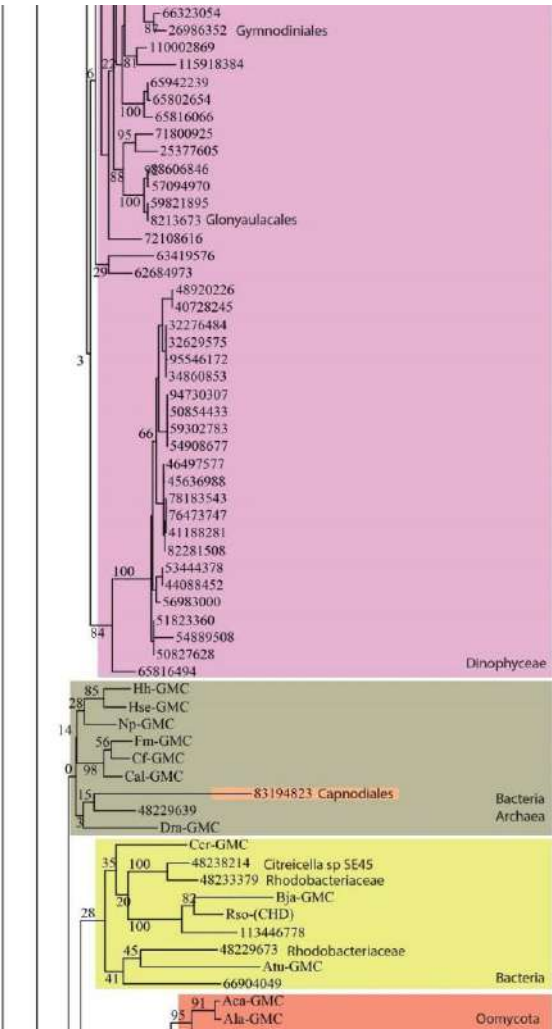 66323054
87 26986352 Gymnodiniales
110002869
22 81 115918384
6 65942239
65802654
100 65816066
95 71800925
25377605
88 88606846
57094970
100 59821895
8213673 Glonyaulacales
72108616
63419576
29 62684973
48920226
40728245
32276484
32629575
3 95546172
34860853
94730307
50854433
66 59302783
54908677
46497577
45636988
78183543
76473747
41188281
82281508
100 53444378
44088452
56983000
51823360
84 54889508
50827628
65816494 Dinophyceae
85 Hh-GMC
28 Hse-GMC
14 Np-GMC
56 Fm-GMC
0 Cf-GMC
98 Cal-GMC
15 83194823 Capnodiales Bacteria
48229639 Archaea
3 Dra-GMC
Ccr-GMC
35 100 48238214 Citreicella sp SE45
48233379 Rhodobacteriaceae
20 82 Bja-GMC
28 100 Rso-(CHD)
113446778
45 48229673 Rhodobacteriaceae
Atu-GMC
41 66904049 Bacteria
91 Aca-GMC
95 Ala-GMC Oomycota